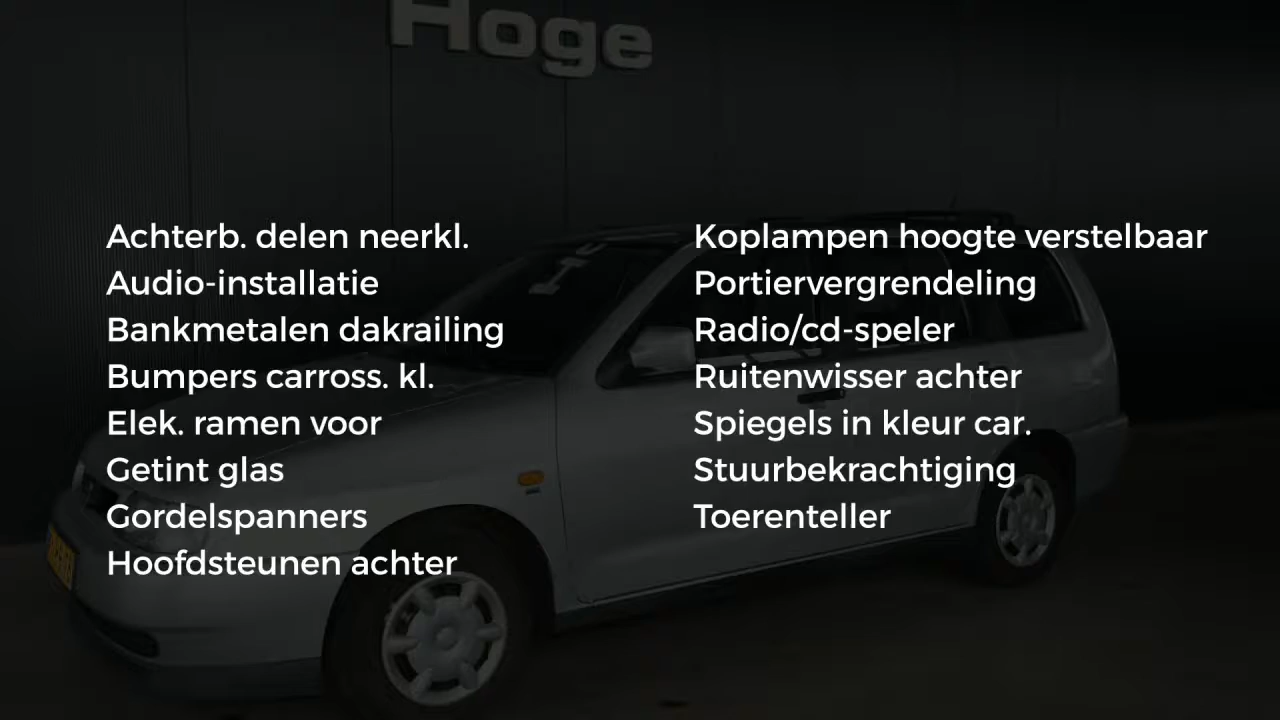 Hoge
Achterb. delen neerkl.
Audio-installatie
Bankmetalen dakrailing
Bumpers carross. kl.
Elek. ramen voor
Getint glas
Gordelspanners
Hoofdsteunen achter
Koplampen hoogte verstelbaar
Portiervergrendeling
Radio/cd-speler
Ruitenwisser achter
Spiegels in kleur car.
Stuurbekrachtiging
Toerenteller